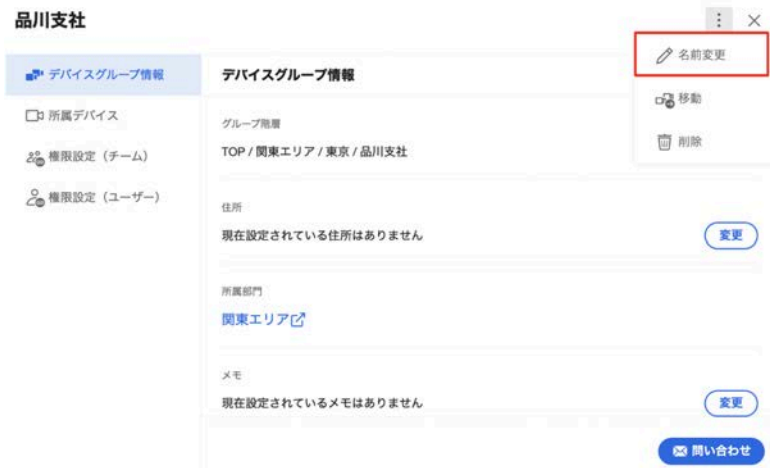 品川支社
名前変更
移動
削除
デバイスグループ情報
所属デバイス
権限設定（チーム）
権限設定（ユーザー）
デバイスグループ情報
グループ階層
TOP / 関東エリア / 東京 / 品川支社
住所
現在設定されている住所はありません
変更
所属部門
関東エリア
メモ
現在設定されているメモはありません
変更
問い合わせ